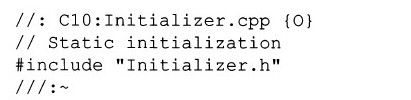 //: C10:Initializer.cpp {O}
// Static initialization
#include "Initializer.h"
///:~